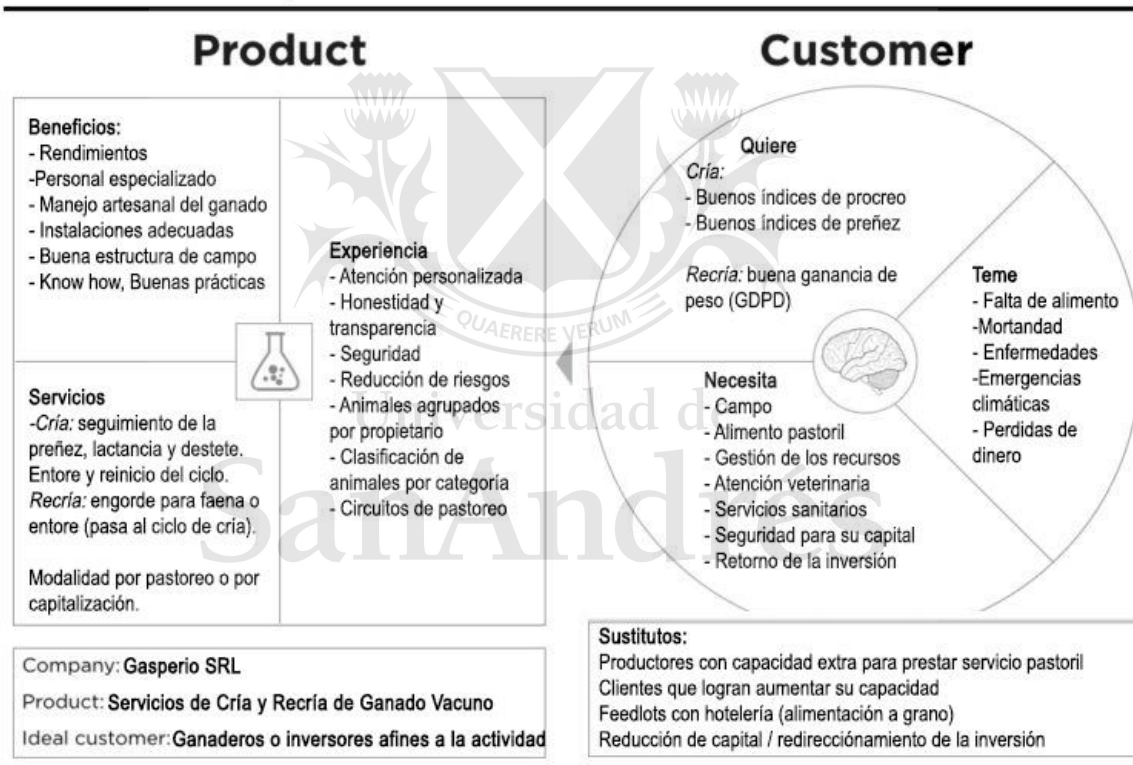 Product
Beneficios:
- Rendimientos
-Personal especializado
- Manejo artesanal del ganado
- Instalaciones adecuadas
- Buena estructura de campo
- Know how, Buenas prácticas
Experiencia
- Atención personalizada
- Honestidad y
transparencia
- Seguridad
- Reducción de riesgos
- Animales agrupados
por propietario
- Clasificación de
animales por categoría
- Circuitos de pastoreo
Servicios
-Cría: seguimiento de la
preñez, lactancia y destete.
Entore y reinicio del ciclo.
Recría: engorde para faena o
entore (pasa al ciclo de cría).
Modalidad por pastoreo o por
capitalización.
Company: Gasperio SRL
Product: Servicios de Cría y Recría de Ganado Vacuno
Ideal customer: Ganaderos o inversores afines a la actividad
Customer
Quiere
Cría:
- Buenos índices de procreo
- Buenos índices de preñez
Recría: buena ganancia de
peso (GDPD)
Teme
- Falta de alimento
-Mortandad
- Enfermedades
-Emergencias
climáticas
- Perdidas de
dinero
Necesita
- Campo
- Alimento pastoril
- Gestión de los recursos
- Atención veterinaria
- Servicios sanitarios
- Seguridad para su capital
- Retorno de la inversión
Sustitutos:
Productores con capacidad extra para prestar servicio pastoril
Clientes que logran aumentar su capacidad
Feedlots con hotelería (alimentación a grano)
Reducción de capital / redirecciónamiento de la inversión
QUAERERE VERUM
Universidad de
SanAndrés